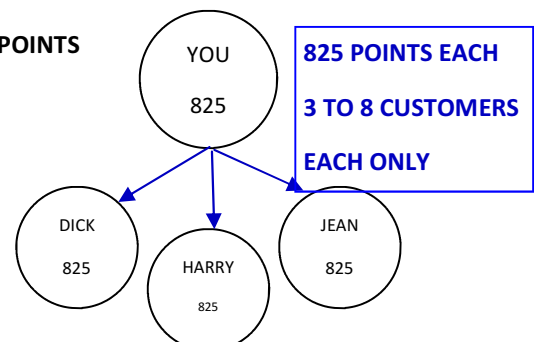 POINTS
YOU
825
825 POINTS EACH
3 TO 8 CUSTOMERS
EACH ONLY
DICK
825
HARRY
825
JEAN
825